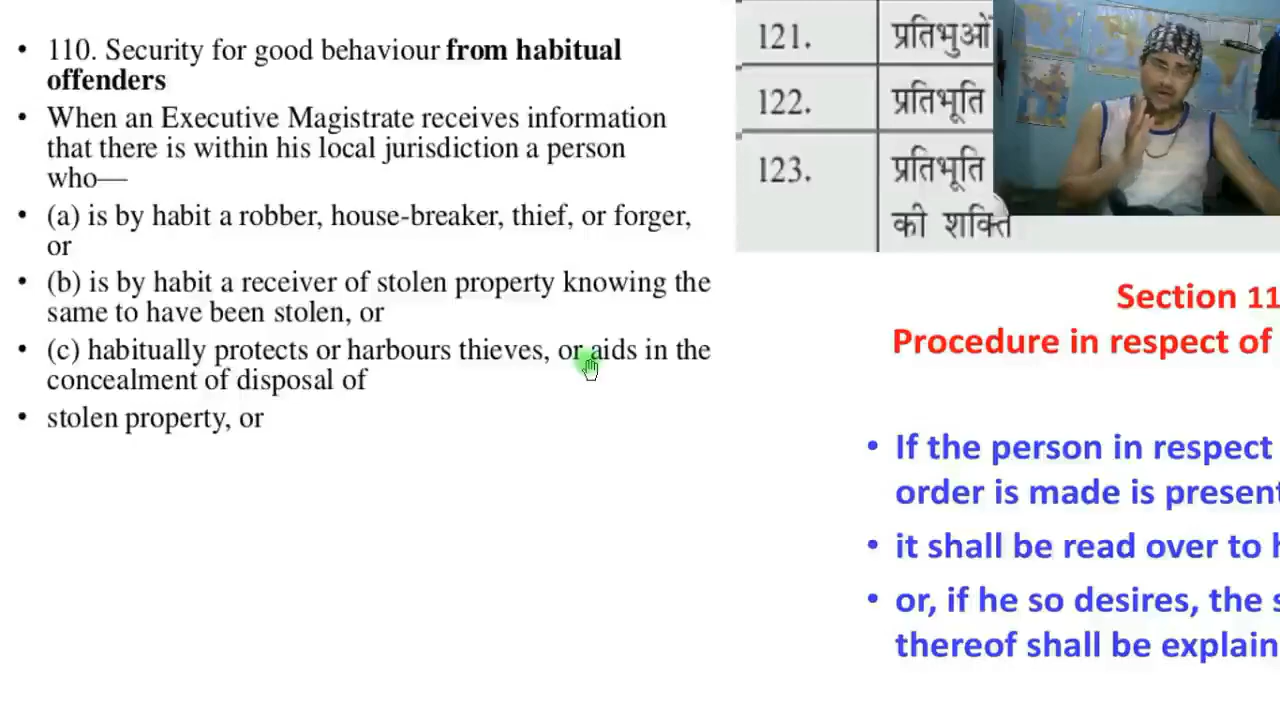 • 110. Security for good behaviour from habitual
offenders
• When an Executive Magistrate receives information
that there is within his local jurisdiction a person
who—
• (a) is by habit a robber, house-breaker, thief, or forger,
or
• (b) is by habit a receiver of stolen property knowing the
same to have been stolen, or
• (c) habitually protects or harbours thieves, or aids in the
concealment of disposal of
• stolen property, or
121. प्रतिभुओं
122. प्रतिभूति
123. प्रतिभूति
की शक्ति
Section 11
Procedure in respect of
• If the person in respect
order is made is present
• it shall be read over to
• or, if he so desires, the
thereof shall be explain